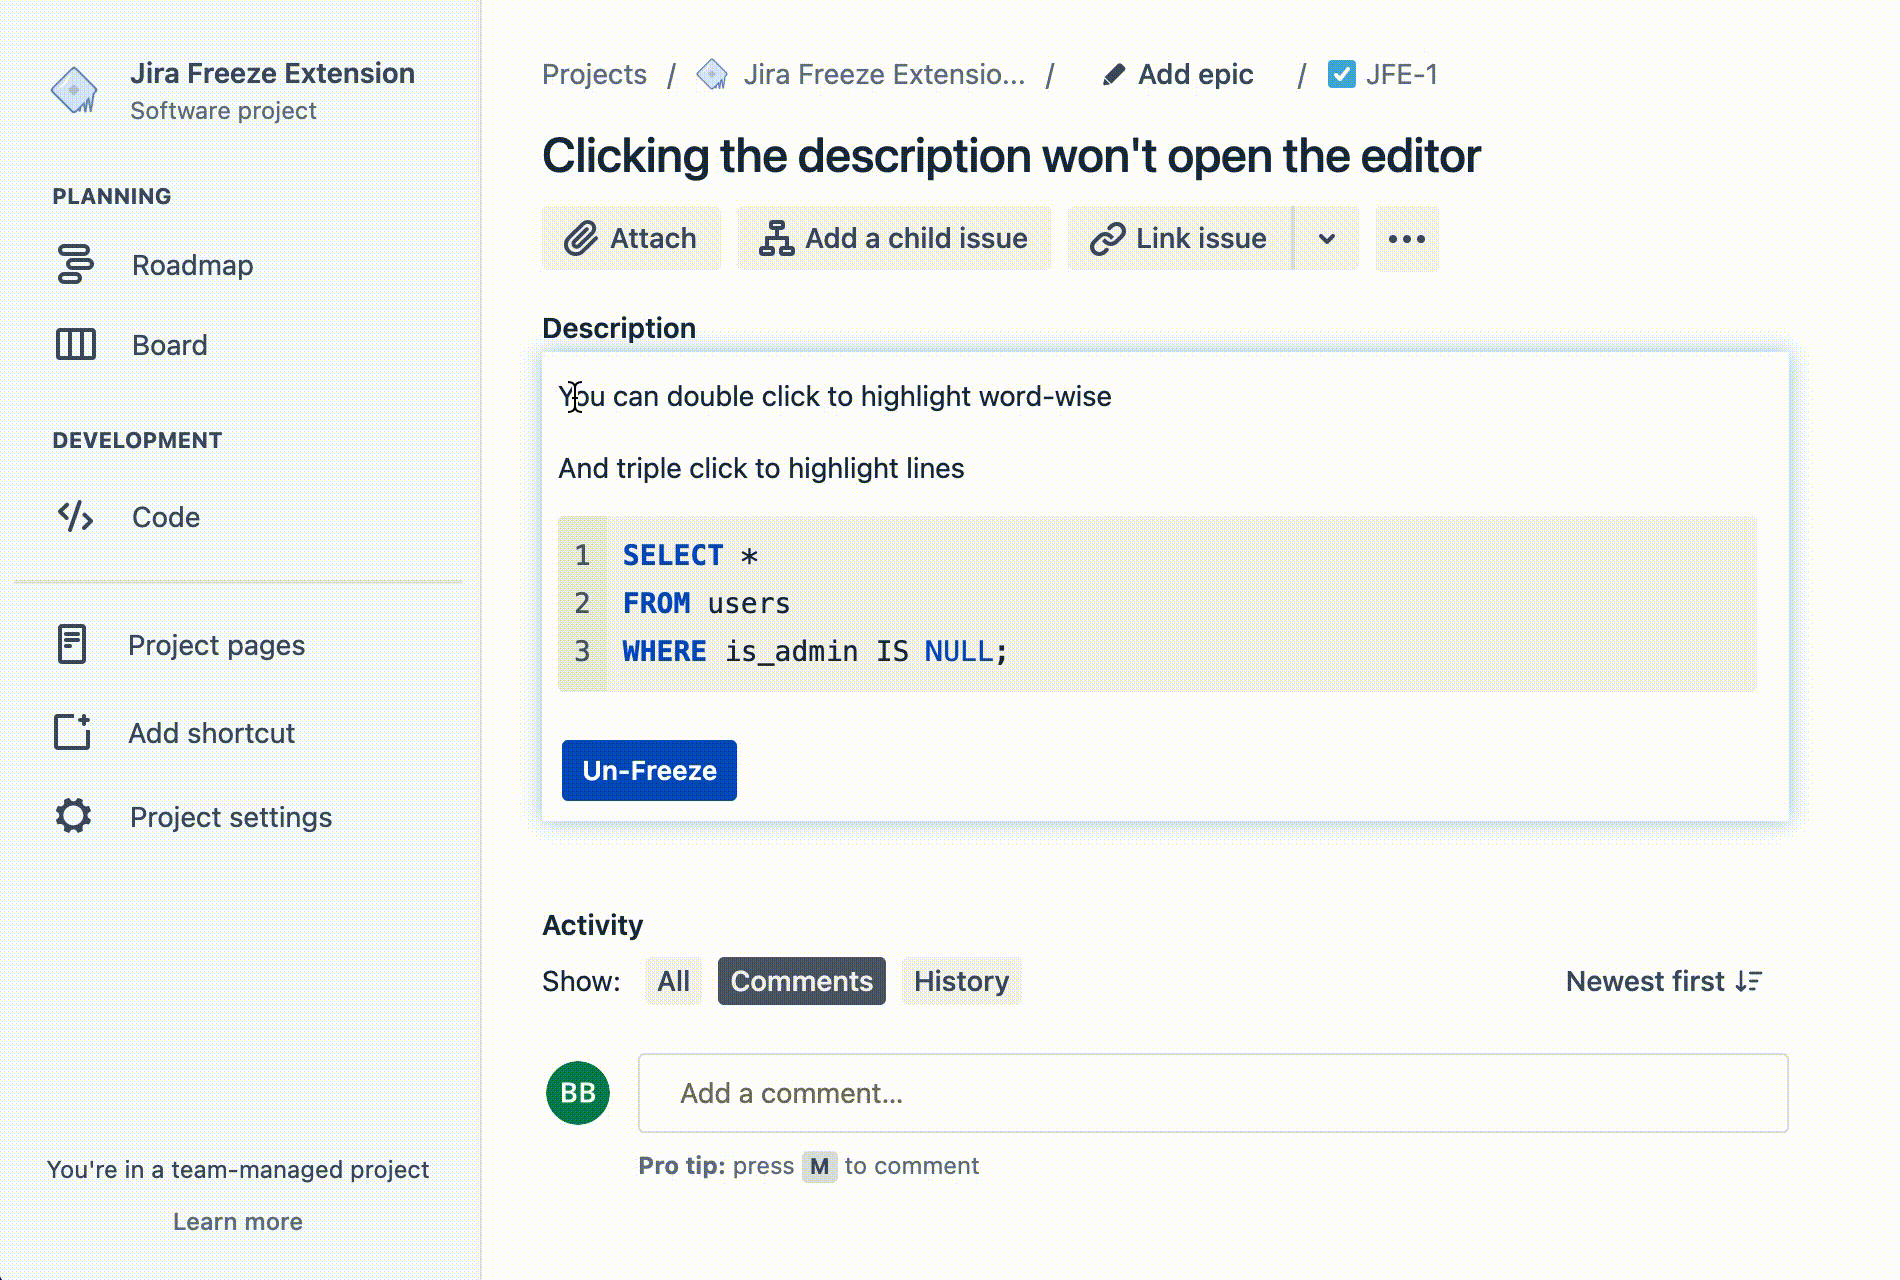 Jira Freeze Extension
Software project
PLANNING
Roadmap
Board
DEVELOPMENT
Code
Project pages
Add shortcut
Project settings
You're in a team-managed project
Learn more
Projects / Jira Freeze Extensio... / Add epic / JFE-1
Clicking the description won't open the editor
Attach Add a child issue Link issue
Description
You can double click to highlight word-wise
And triple click to highlight lines
1 SELECT *
2 FROM users
3 WHERE is_admin IS NULL;
Un-Freeze
Activity
Show: All Comments History Newest first
BB Add a comment...
Pro tip: press M to comment